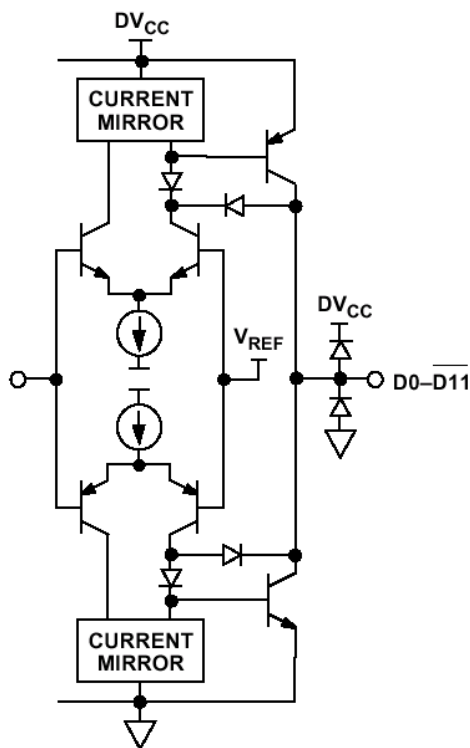 DVCC
CURRENT
MIRROR
DVCC
VREF
D0–D11
CURRENT
MIRROR